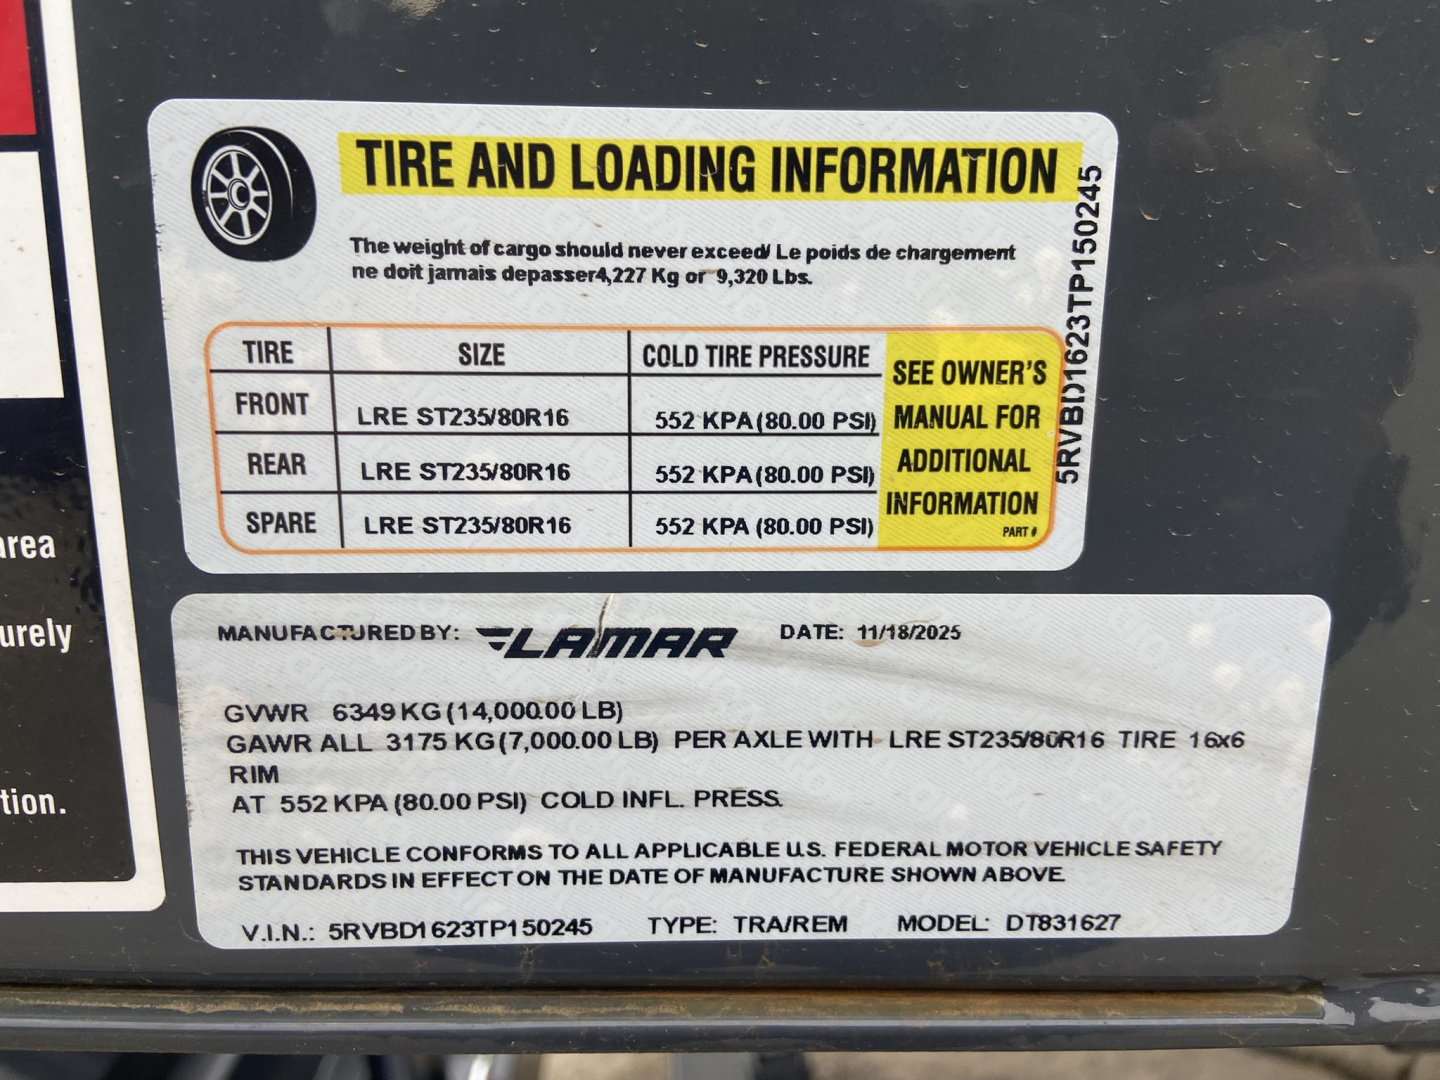 TIRE AND LOADING INFORMATION
The weight of cargo should never exceed/ Le poids de chargement
ne doit jamais depasser4,227 Kg or 9,320 Lbs.
TIRE SIZE COLD TIRE PRESSURE
FRONT LRE ST235/80R16 552 KPA (80.00 PSI)
REAR LRE ST235/80R16 552 KPA (80.00 PSI)
SPARE LRE ST235/80R16 552 KPA (80.00 PSI)
SEE OWNER'S
MANUAL FOR
ADDITIONAL
INFORMATION
PART #
5RVBD1623TP150245
MANUFACTURED BY: LAMAR DATE: 11/18/2025
GVWR 6349 KG (14,000.00 LB)
GAWR ALL 3175 KG (7,000.00 LB) PER AXLE WITH LRE ST235/80R16 TIRE 16x6
RIM
AT 552 KPA (80.00 PSI) COLD INFL. PRESS.
THIS VEHICLE CONFORMS TO ALL APPLICABLE U.S. FEDERAL MOTOR VEHICLE SAFETY
STANDARDS IN EFFECT ON THE DATE OF MANUFACTURE SHOWN ABOVE.
V.I.N.: 5RVBD1623TP150245 TYPE: TRA/REM MODEL: DT831627
area
urely
tion.